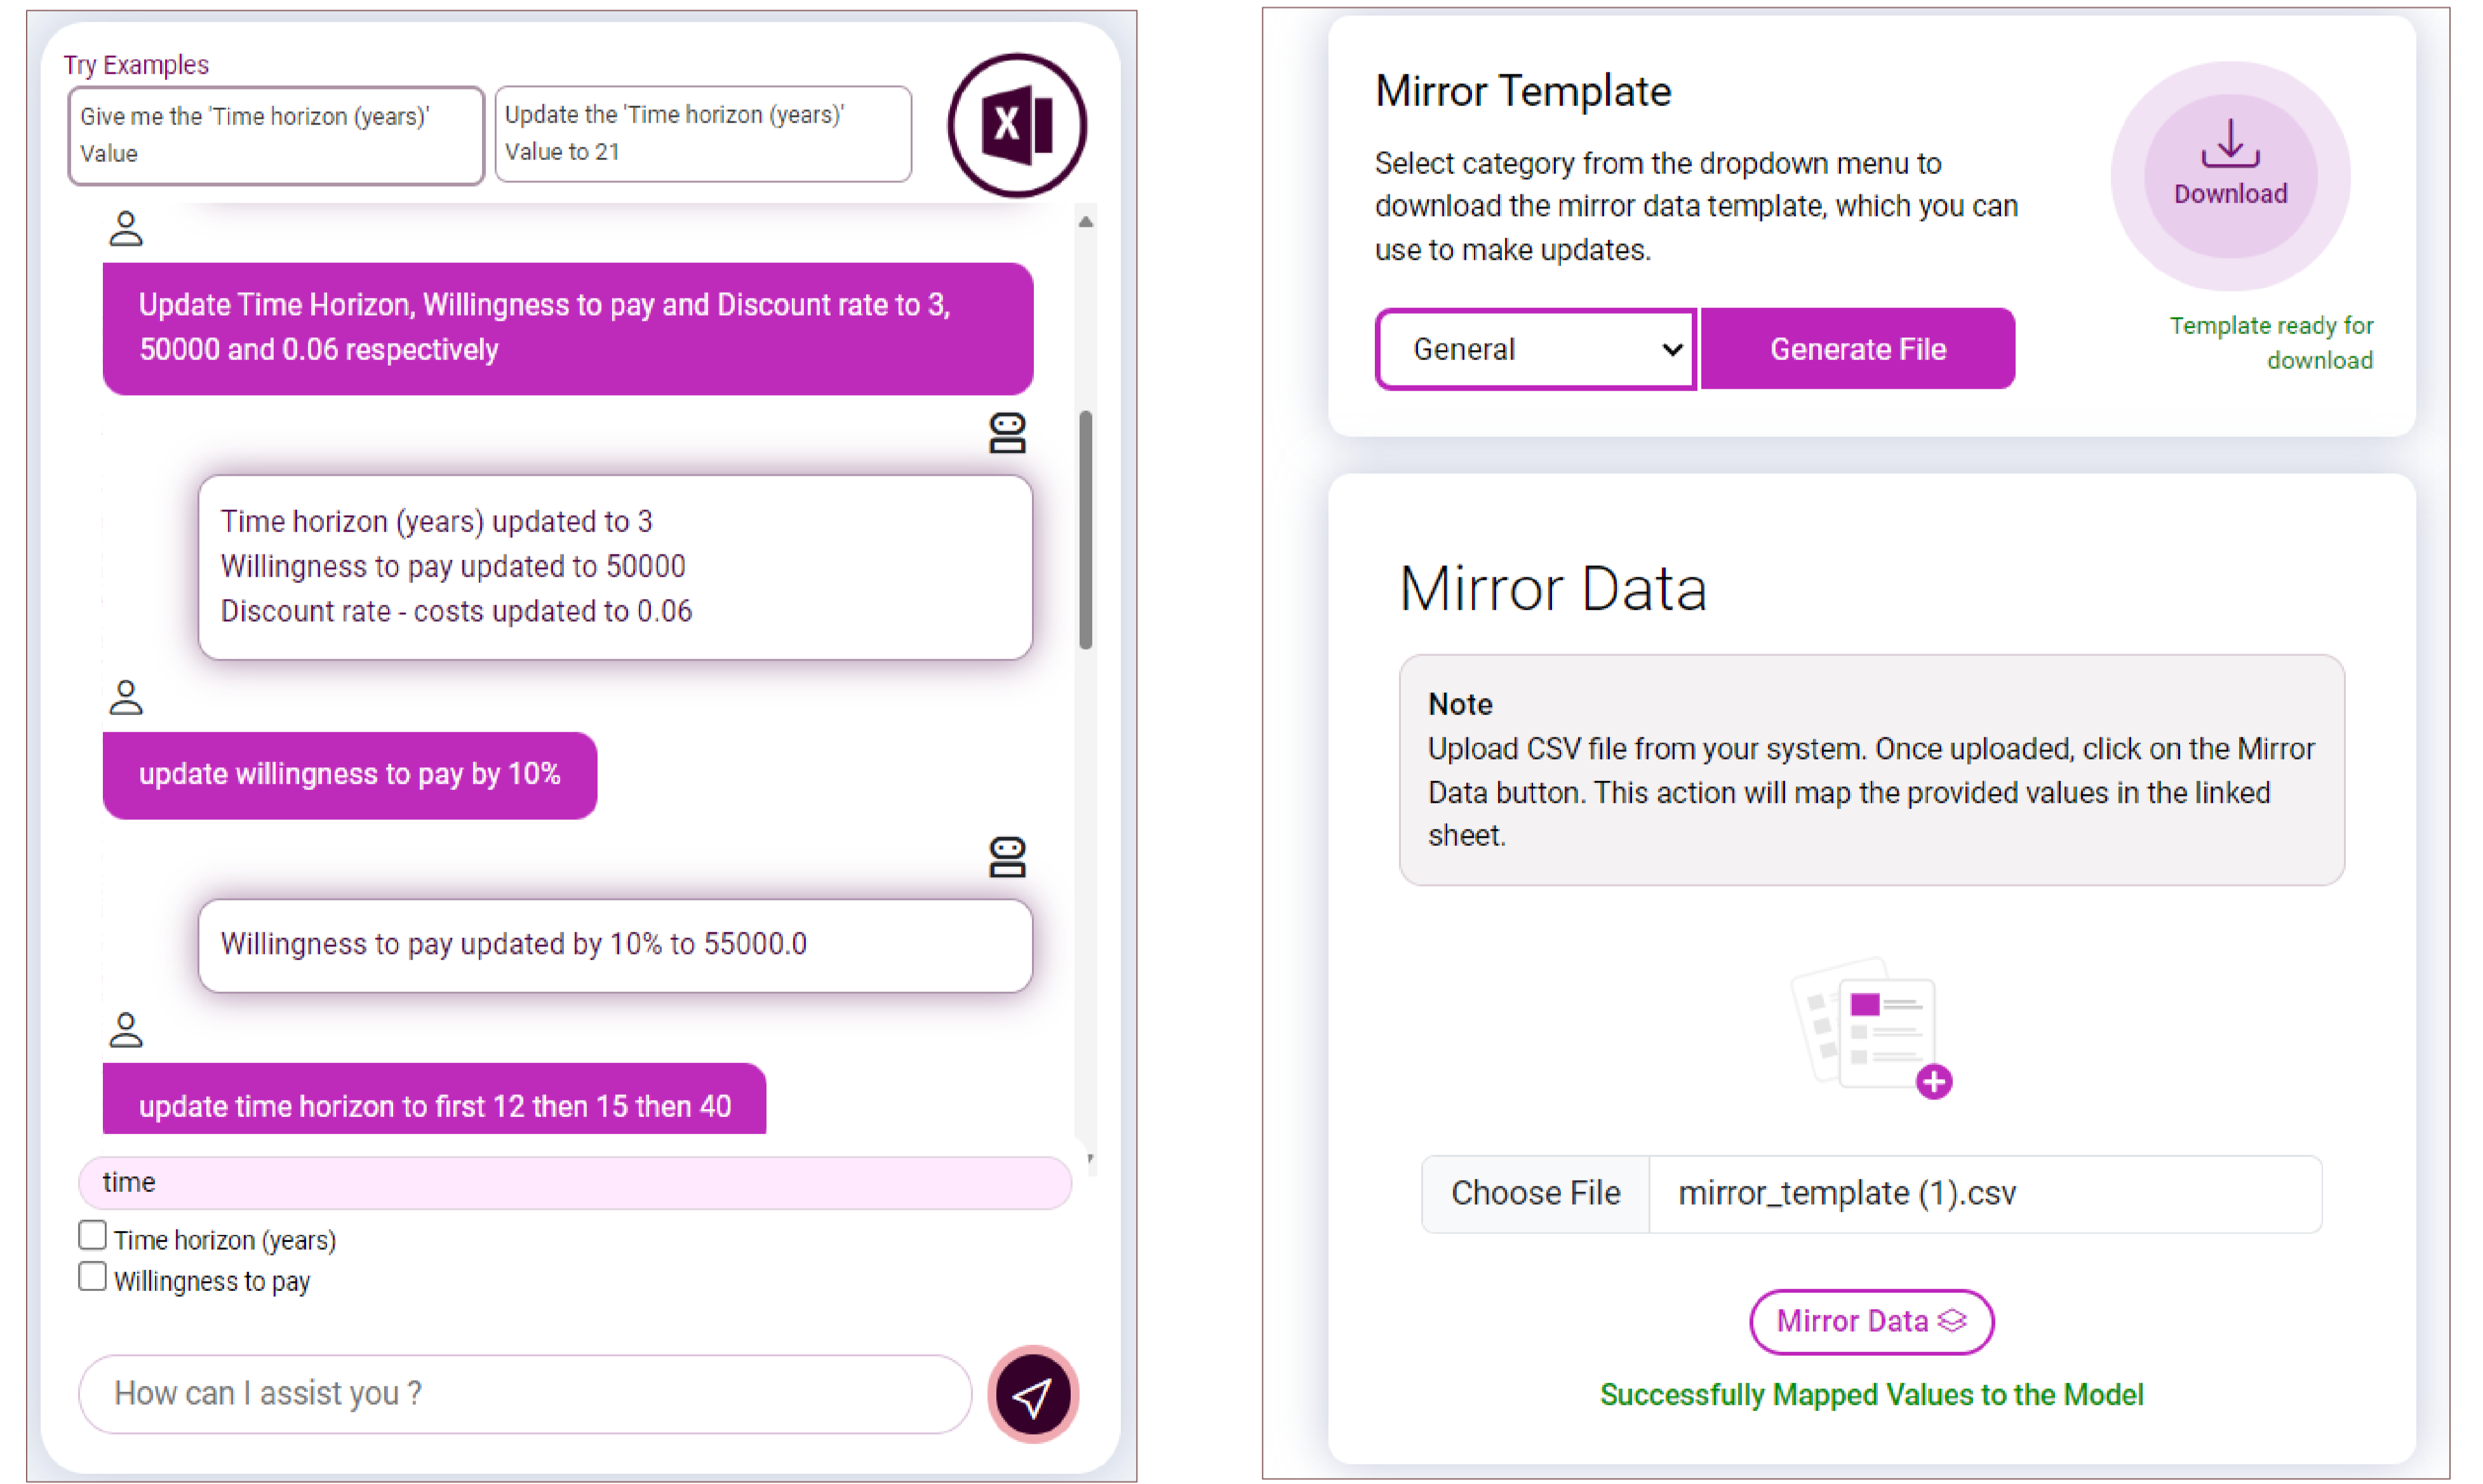 Try Examples
Give me the 'Time horizon (years)'
Value
Update the 'Time horizon (years)'
Value to 21
X
Update Time Horizon, Willingness to pay and Discount rate to 3,
50000 and 0.06 respectively
Time horizon (years) updated to 3
Willingness to pay updated to 50000
Discount rate - costs updated to 0.06
update willingness to pay by 10%
Willingness to pay updated by 10% to 55000.0
update time horizon to first 12 then 15 then 40
time
Time horizon (years)
Willingness to pay
How can I assist you ?
Mirror Template
Select category from the dropdown menu to
download the mirror data template, which you can
use to make updates.
General
Generate File
Download
Template ready for
download
Mirror Data
Note
Upload CSV file from your system. Once uploaded, click on the Mirror
Data button. This action will map the provided values in the linked
sheet.
Choose File
mirror_template (1).csv
Mirror Data
Successfully Mapped Values to the Model